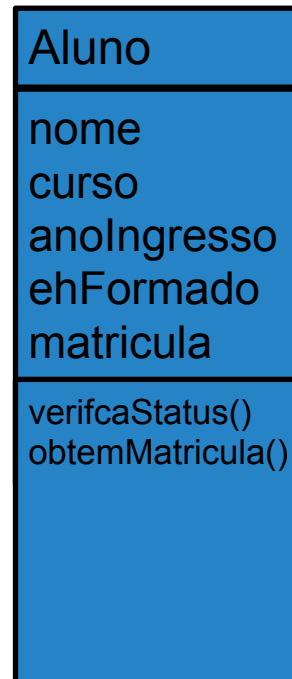 Aluno
nome
curso
anoIngresso
ehFormado
matricula
verifcaStatus()
obtemMatricula()